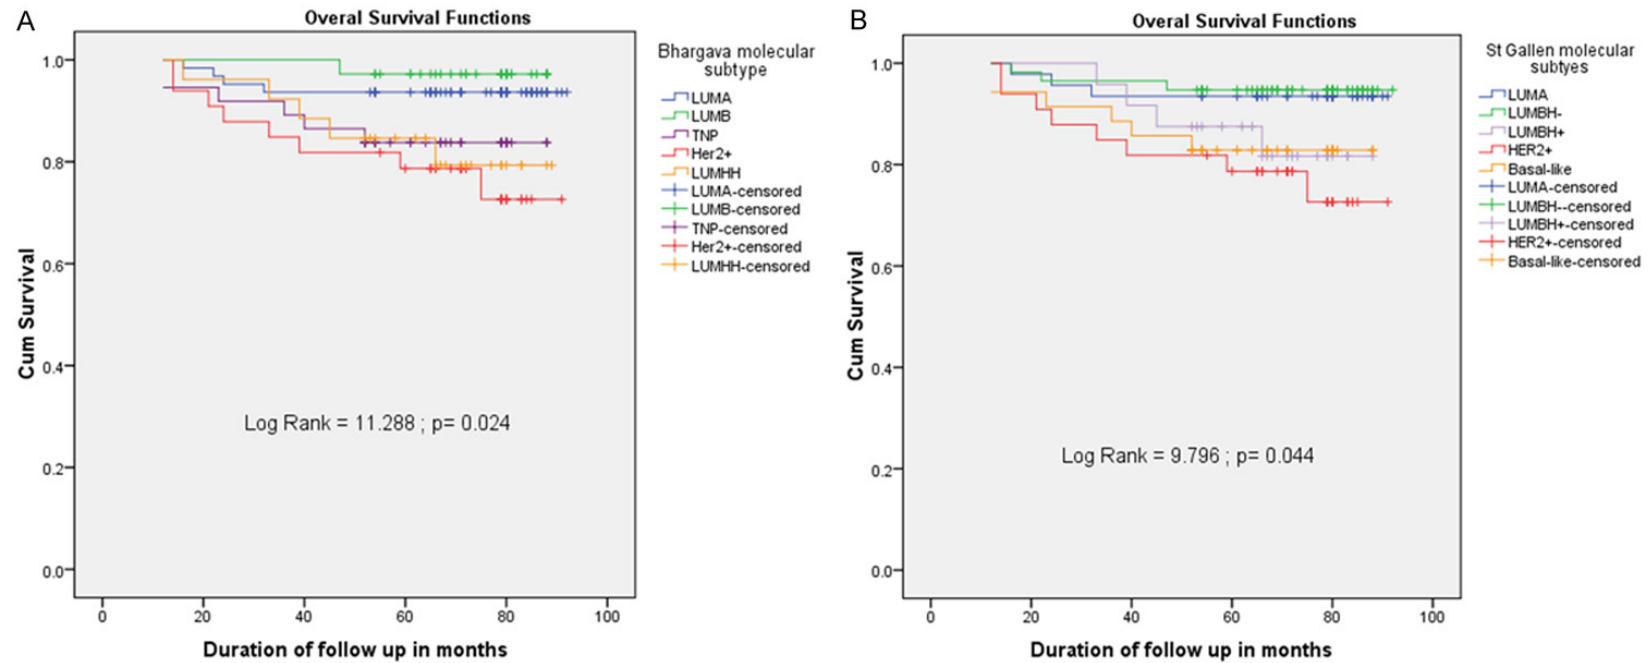 A
Overal Survival Functions
Cum Survival
1.0
0.8
0.6
0.4
0.2
0.0
Log Rank = 11.288 ; p= 0.024
0 20 40 60 80 100
Duration of follow up in months
Bhargava molecular
subtype
LUMA
LUMB
TNP
Her2+
LUMHH
LUMA-censored
LUMB-censored
TNP-censored
Her2+-censored
LUMHH-censored
B
Overal Survival Functions
Cum Survival
1.0
0.8
0.6
0.4
0.2
0.0
Log Rank = 9.796 ; p= 0.044
0 20 40 60 80 100
Duration of follow up in months
St Gallen molecular
subtyes
LUMA
LUMBH-
LUMBH+
HER2+
Basal-like
LUMA-censored
LUMBH--censored
LUMBH+-censored
HER2+-censored
Basal-like-censored